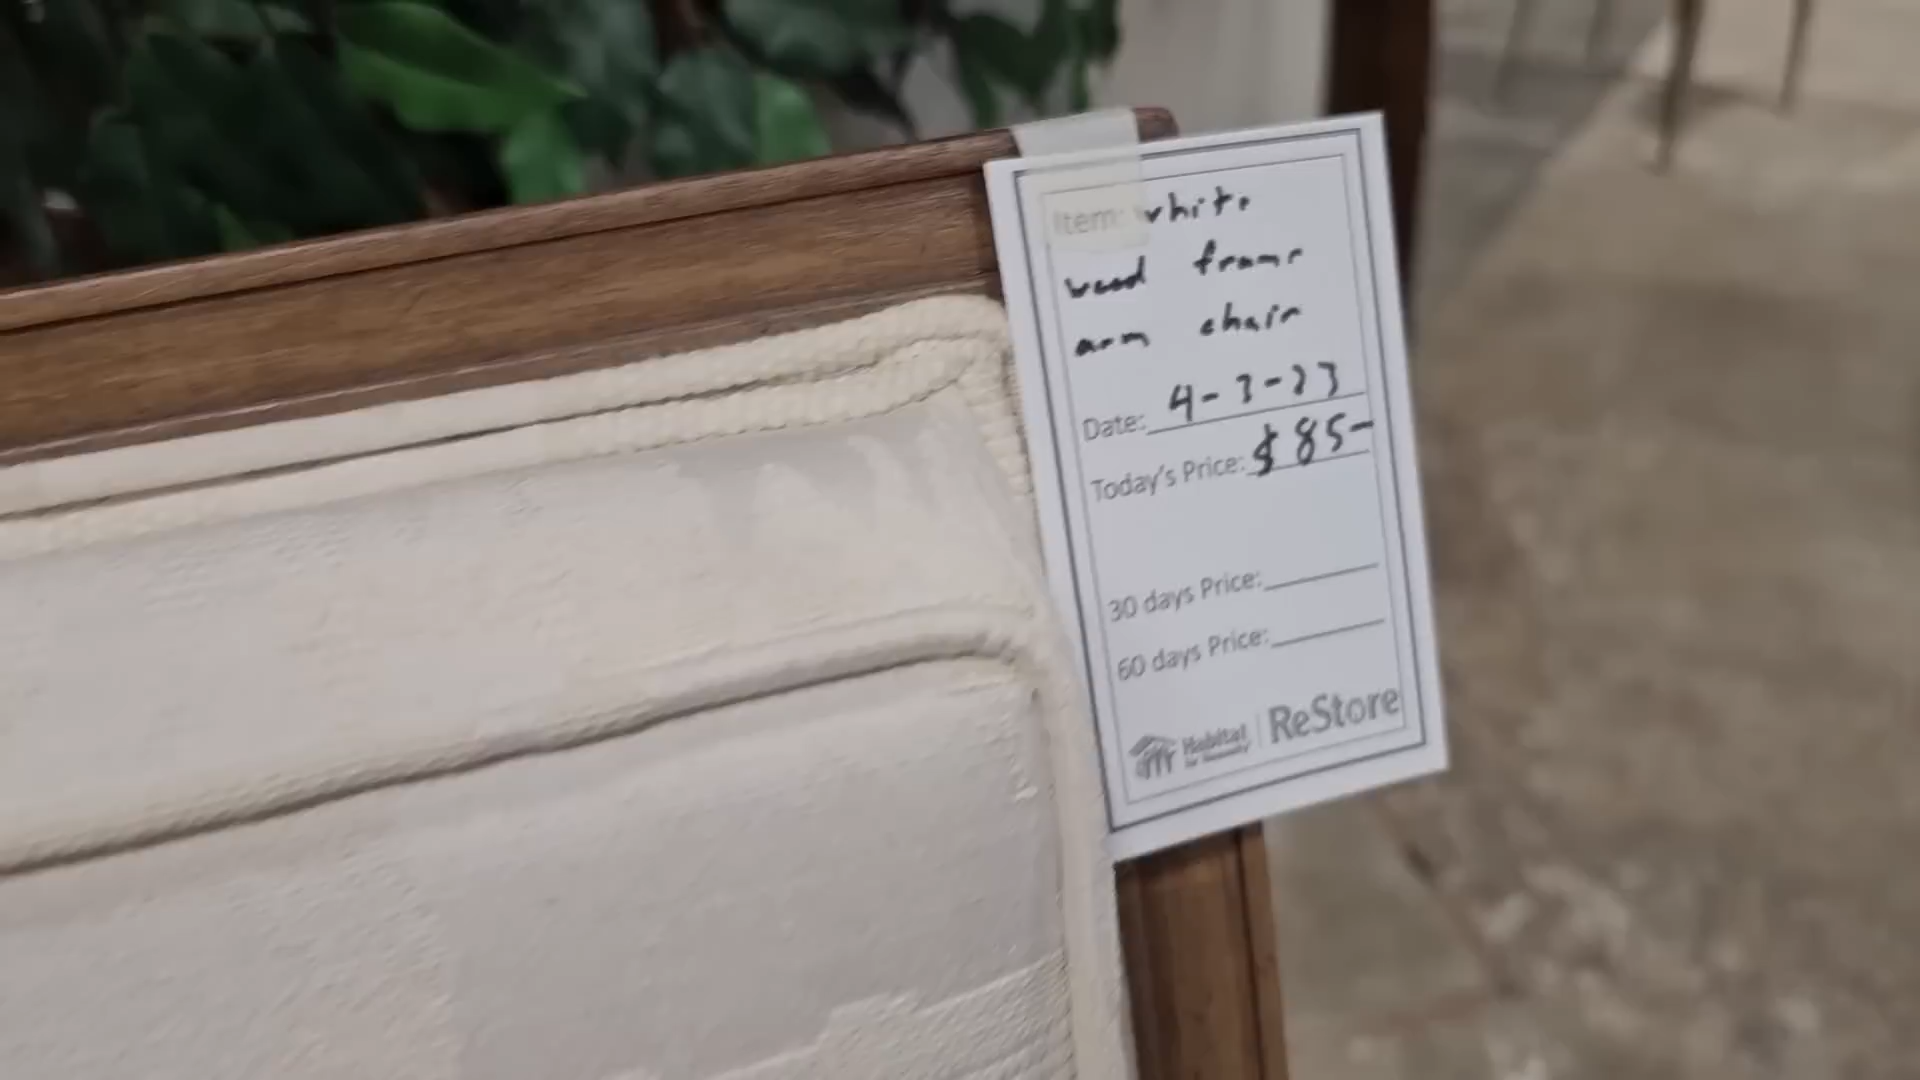 Item: white
wood frame
arm chair
Date: 4-3-23
Today's Price: $85-
30 days Price:
60 days Price:
Habitat for Humanity | ReStore